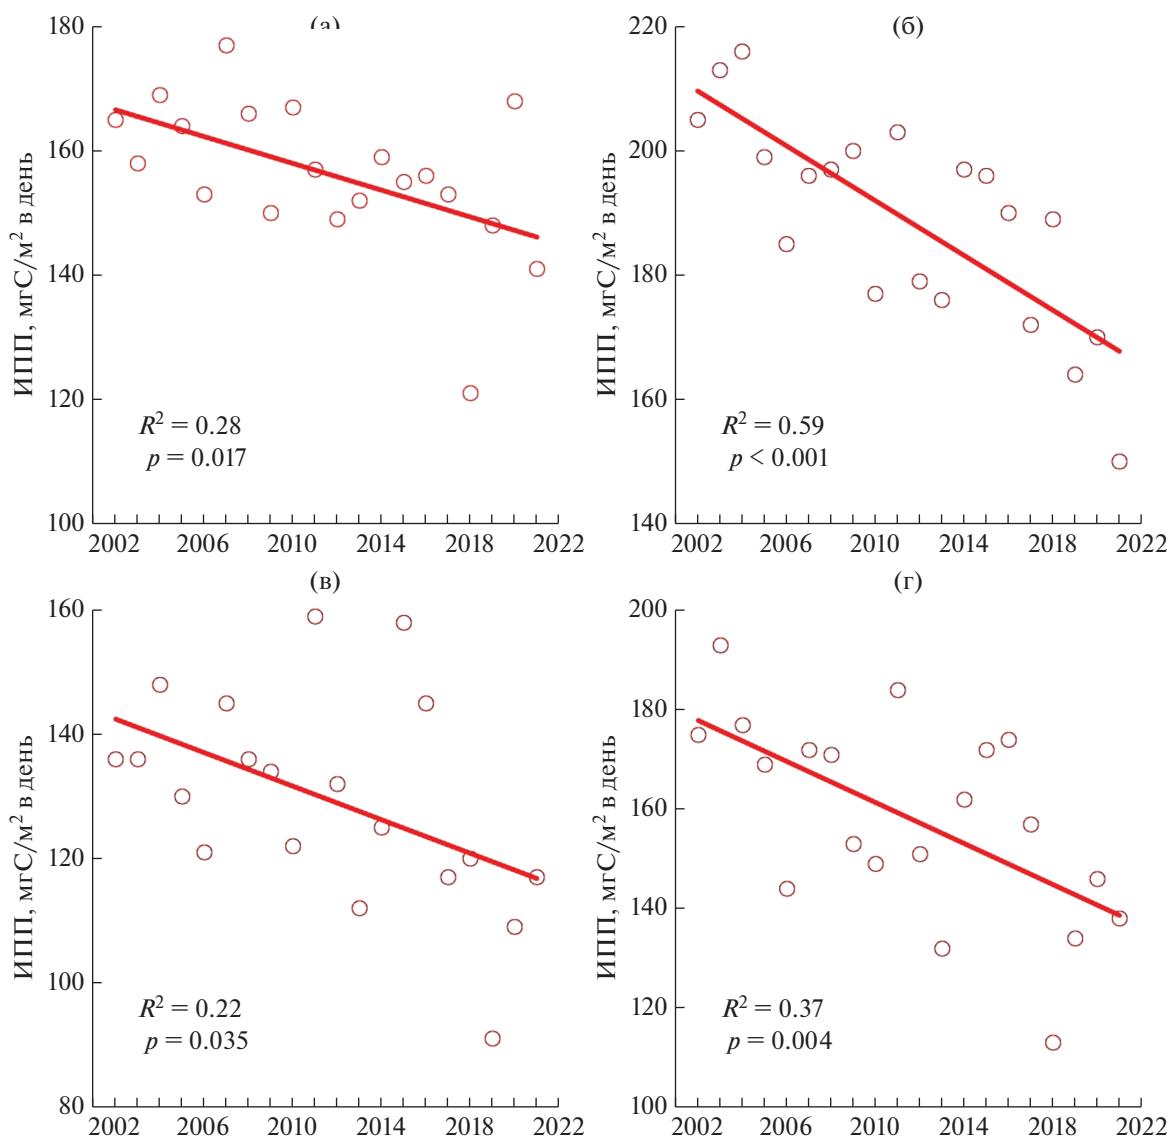 (а)
180
160
140
120
100
ИПП, мгС/м² в день
R² = 0.28
p = 0.017
2002 2006 2010 2014 2018 2022
(б)
220
200
180
160
140
ИПП, мгС/м² в день
R² = 0.59
p < 0.001
2002 2006 2010 2014 2018 2022
(в)
160
140
120
100
80
ИПП, мгС/м² в день
R² = 0.22
p = 0.035
2002 2006 2010 2014 2018 2022
(г)
200
180
160
140
120
100
ИПП, мгС/м² в день
R² = 0.37
p = 0.004
2002 2006 2010 2014 2018 2022